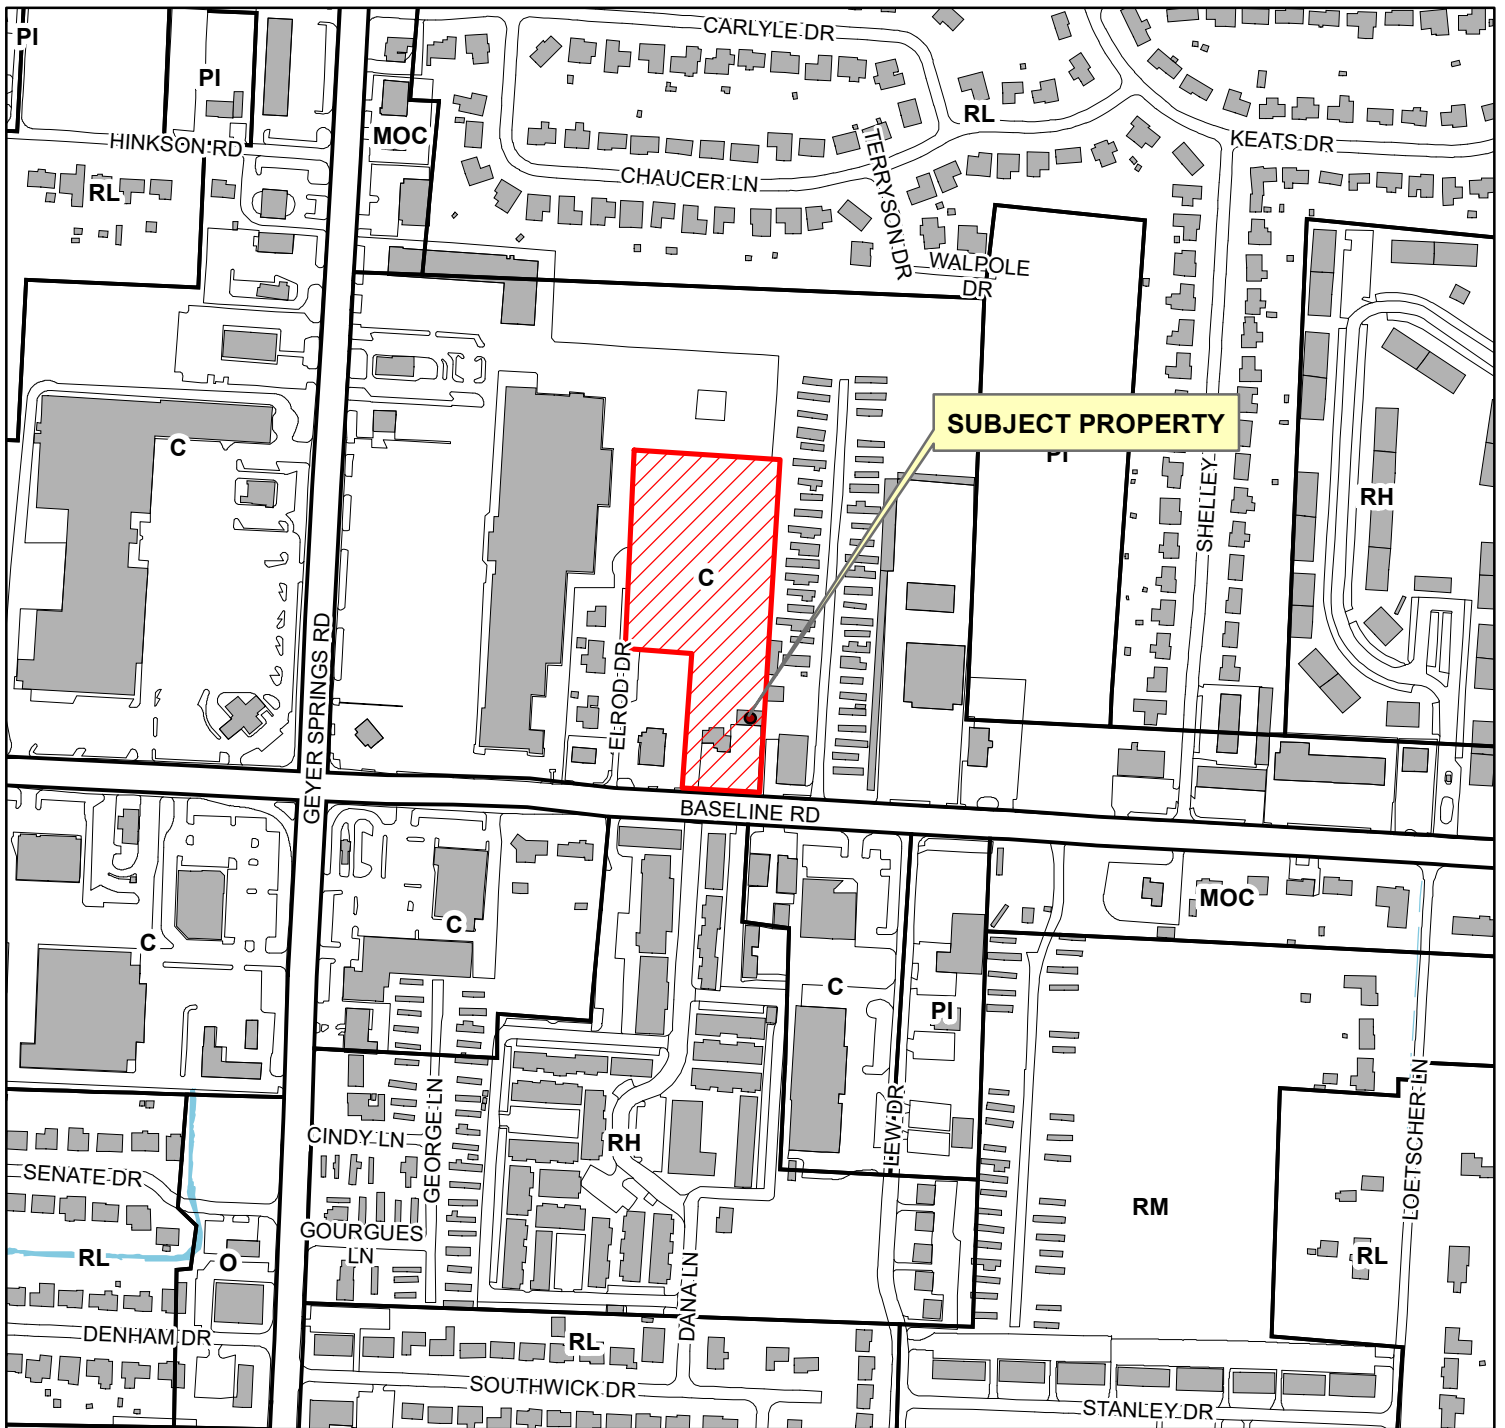 PI
PI
CARLYLE DR
MOC
RL
HINKSON RD
KEATS DR
TERRYSON DR
CHAUCER LN
RL
WALPOLE
DR
SUBJECT PROPERTY
C
PI
SHELLEY
RH
C
GEYER SPRINGS RD
ELROD DR
BASELINE RD
MOC
C
C
C
PI
GEORGE LN
LEW DR
LOETSCHER LN
CINDY LN
RH
SENATE DR
RM
GOURGUES
LN
RL
O
RL
DANA LN
DENHAM DR
RL
SOUTHWICK DR
STANLEY DR